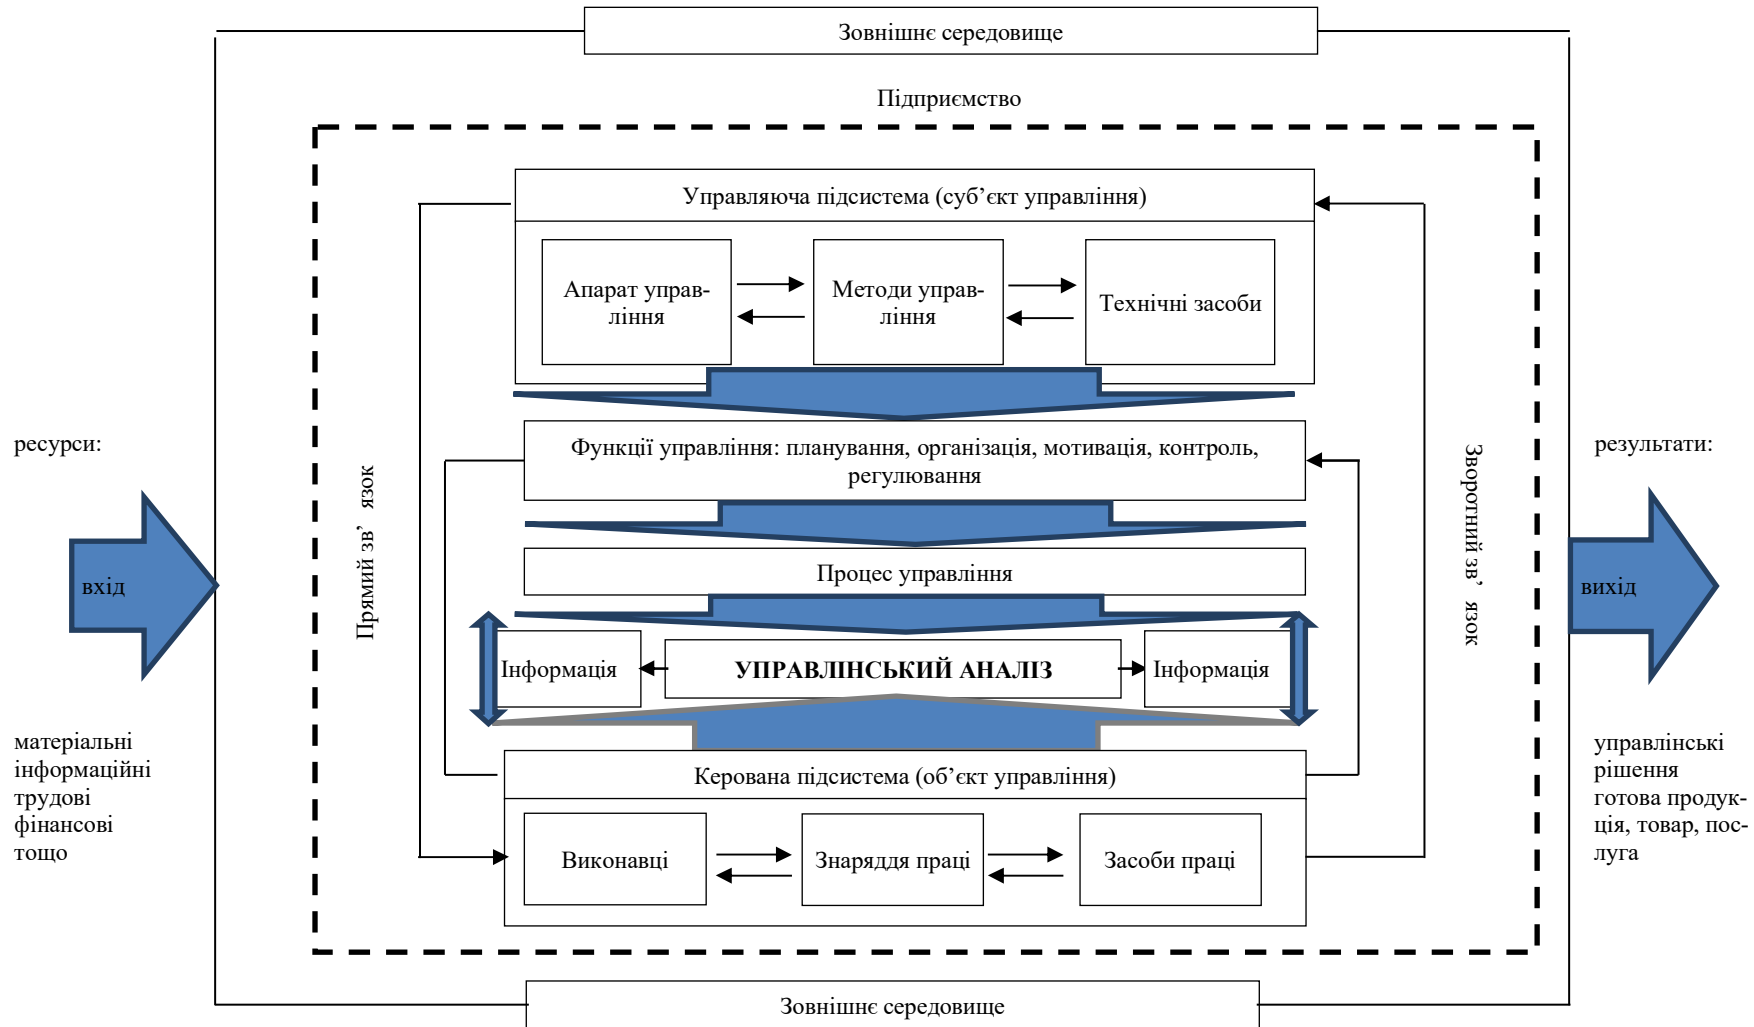 Зовнішнє середовище
Підприємство
Управляюча підсистема (суб’єкт управління)
Апарат управ-
ління
Методи управ-
ління
Технічні засоби
ресурси:
Функції управління: планування, організація, мотивація, контроль,
регулювання
результати:
Прямий зв’ язок
Зворотний зв’ язок
вхід
Процес управління
вихід
Інформація
УПРАВЛІНСЬКИЙ АНАЛІЗ
Інформація
матеріальні
інформаційні
трудові
фінансові
тощо
управлінські
рішення
готова продук-
ція, товар, пос-
луга
Керована підсистема (об’єкт управління)
Виконавці
Знаряддя праці
Засоби праці
Зовнішнє середовище